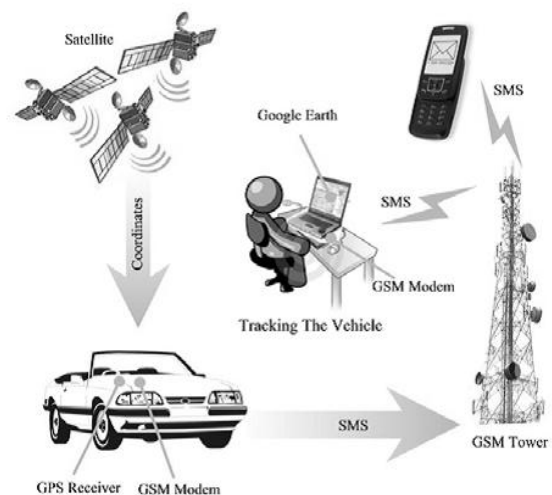 Satellite
SMS
Google Earth
SMS
Coordinates
GSM Modem
Tracking The Vehicle
SMS
GSM Tower
GPS Receiver
GSM Modem